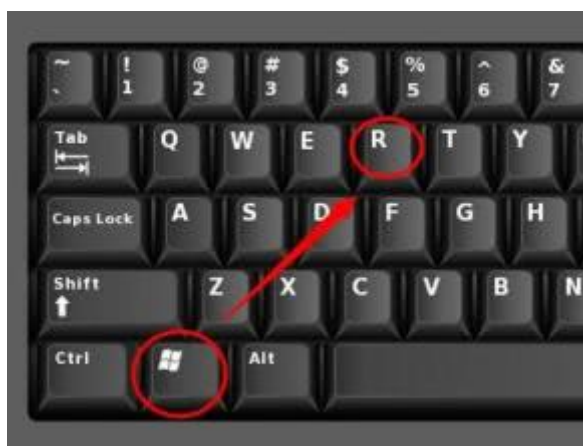 ~ ! @ # $ % ^ &
` 1 2 3 4 5 6 7
Tab Q W E R T Y
Caps Lock A S D F G H
Shift Z X C V B N
Ctrl Alt